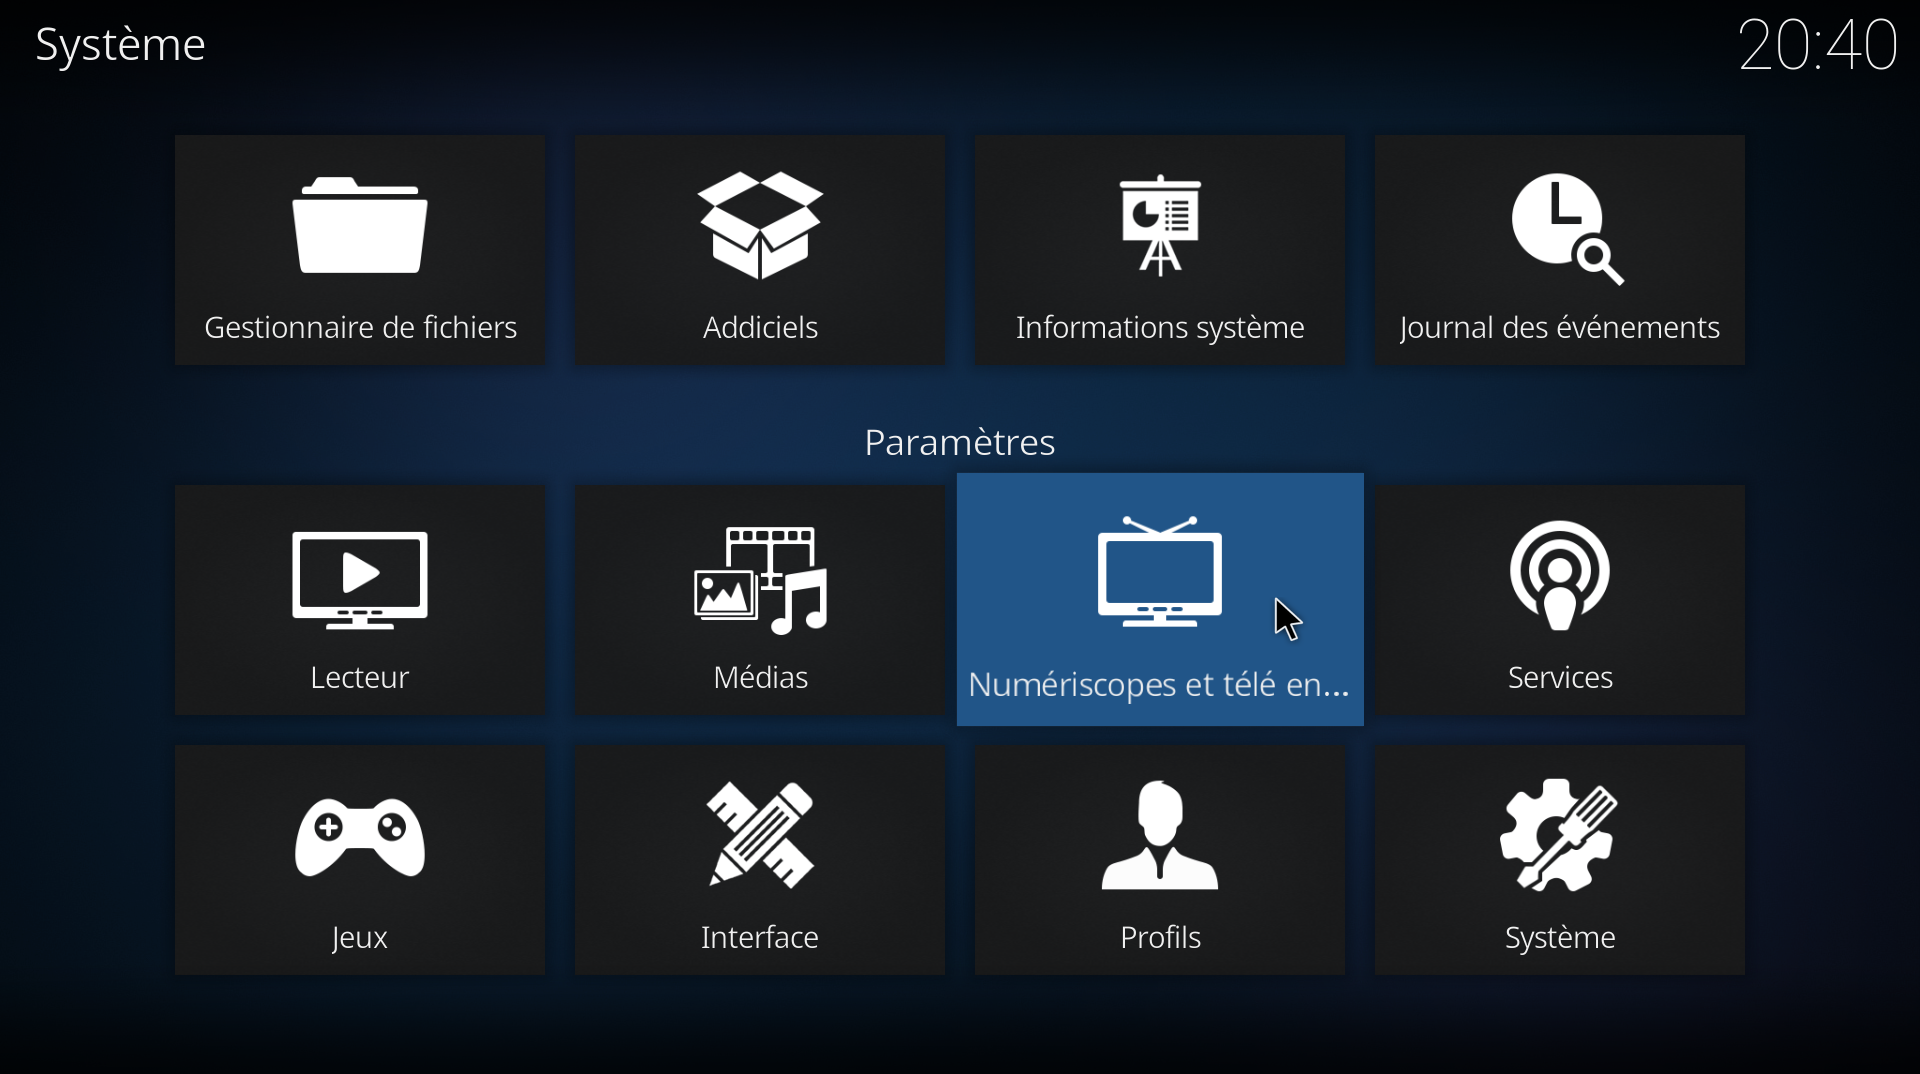 Système
20:40
Gestionnaire de fichiers
Addiciels
Informations système
Journal des événements
Paramètres
Lecteur
Médias
Numériscopes et télé en...
Services
Jeux
Interface
Profils
Système